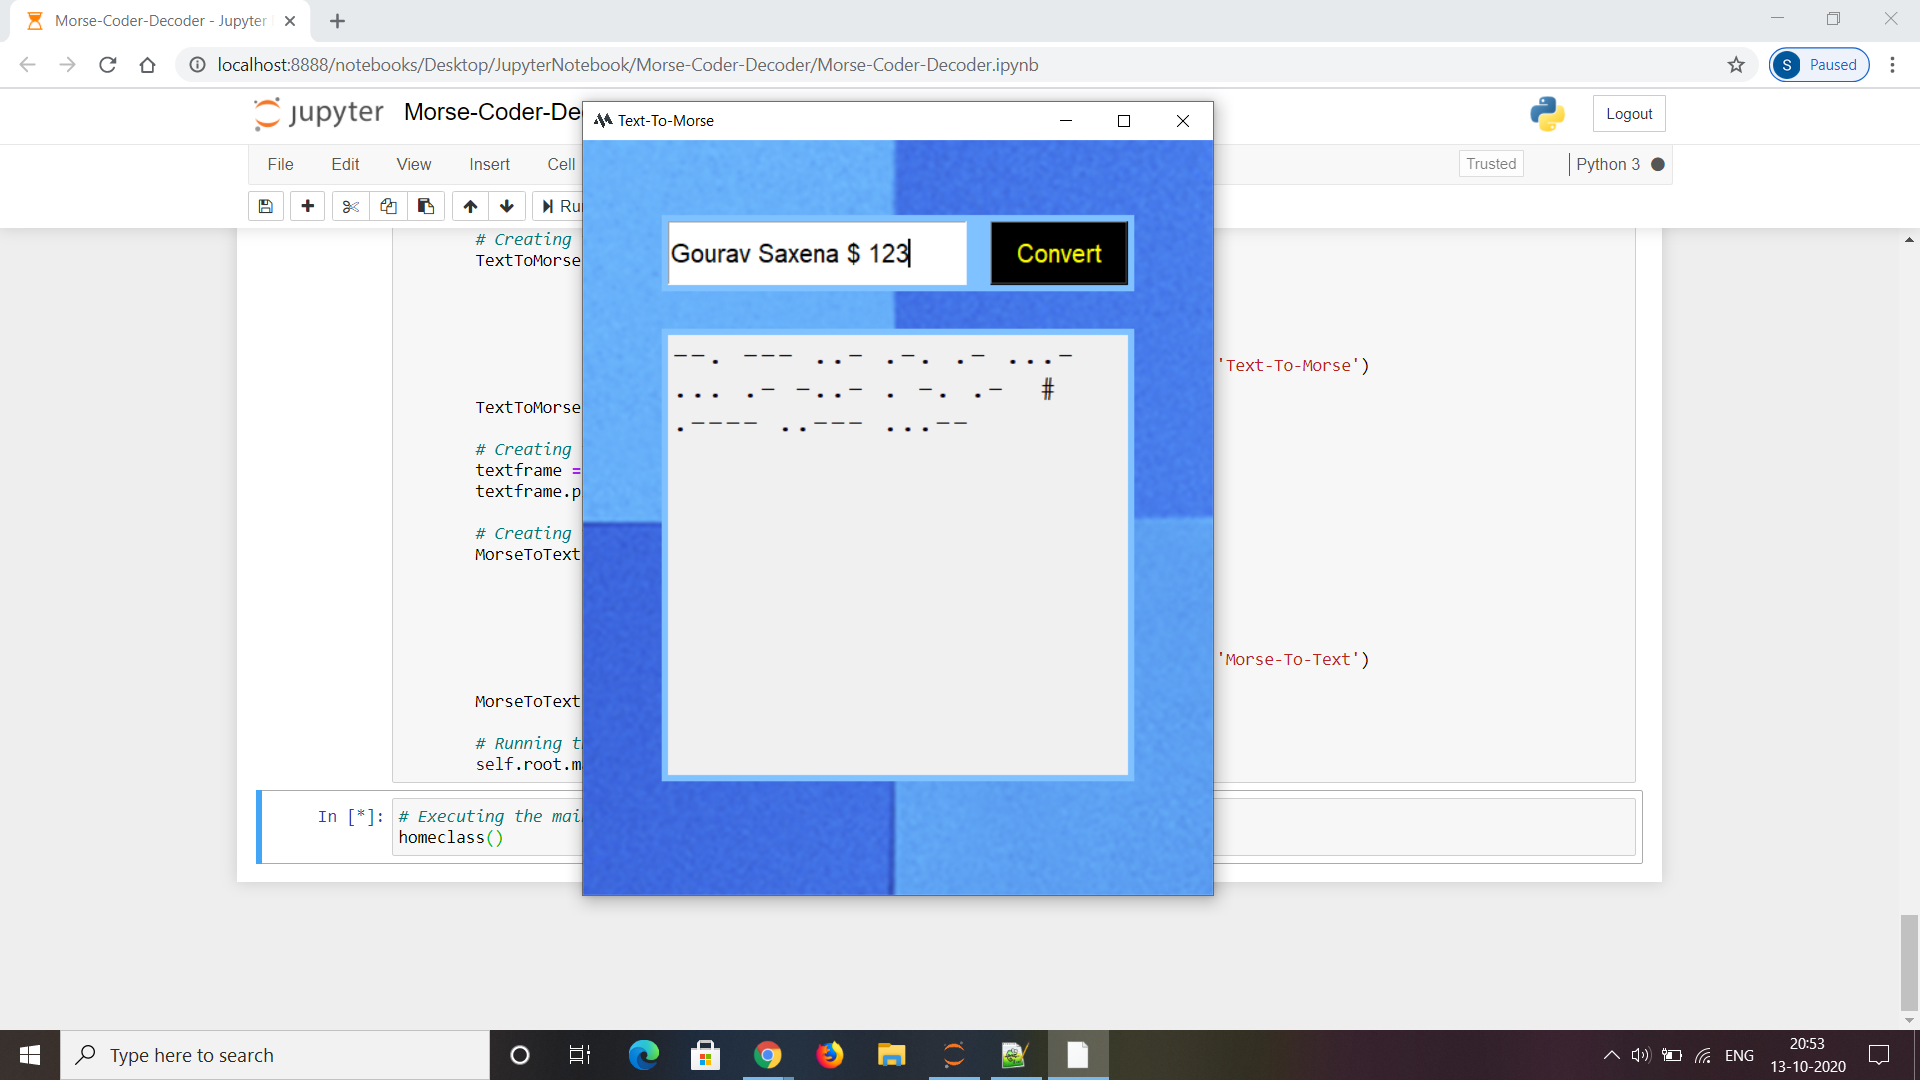 Morse-Coder-Decoder - Jupyter
localhost:8888/notebooks/Desktop/JupyterNotebook/Morse-Coder-Decoder/Morse-Coder-Decoder.ipynb
S Paused
jupyter Morse-Coder-De
Logout
File Edit View Insert Cell
Trusted
Python 3
Run
# Creating
TextToMorse
'Text-To-Morse')
TextToMorse
# Creating
textframe =
textframe.p
# Creating
MorseToText
'Morse-To-Text')
MorseToText
# Running t
self.root.m
In [*]: # Executing the mai
homeclass()
Text-To-Morse
Gourav Saxena $ 123
Convert
--. --- ..- .-. .- ...-
... .- -..- . -. .-   #
.---- ..--- ...--
Type here to search
ENG
20:53
13-10-2020